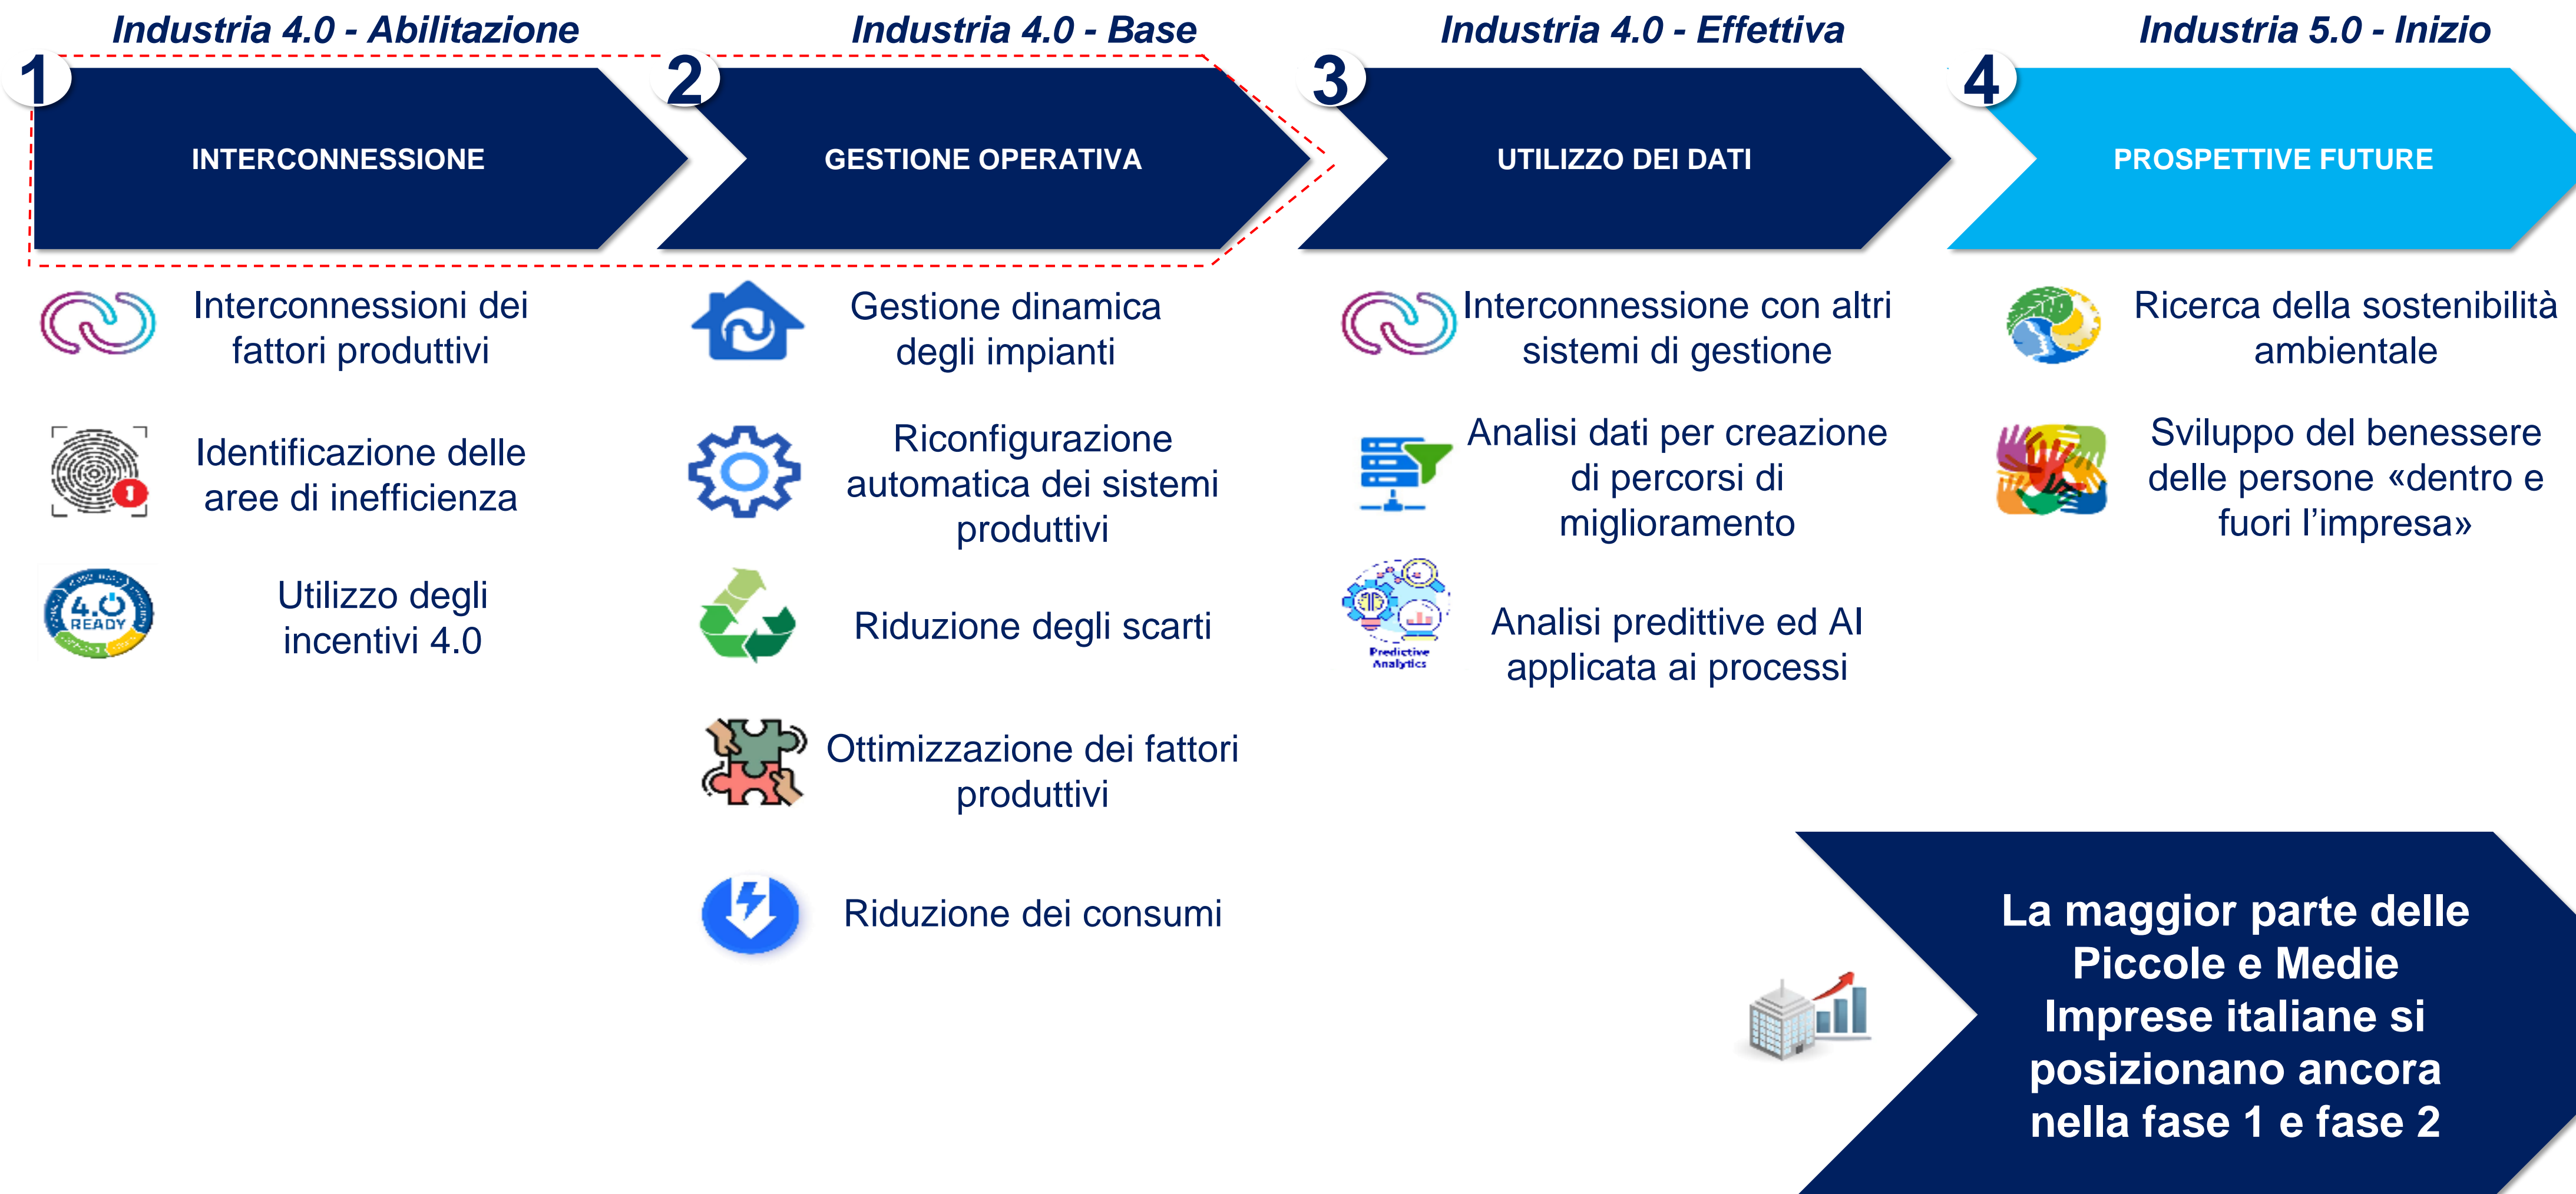 Industria 4.0 - Abilitazione
Industria 4.0 - Base
Industria 4.0 - Effettiva
Industria 5.0 - Inizio
1
INTERCONNESSIONE
2
GESTIONE OPERATIVA
3
UTILIZZO DEI DATI
4
PROSPETTIVE FUTURE
Interconnessioni dei
fattori produttivi
Identificazione delle
aree di inefficienza
1
4.0
READY
Utilizzo degli
incentivi 4.0
Gestione dinamica
degli impianti
Riconfigurazione
automatica dei sistemi
produttivi
Riduzione degli scarti
Ottimizzazione dei fattori
produttivi
Riduzione dei consumi
Interconnessione con altri
sistemi di gestione
Analisi dati per creazione
di percorsi di
miglioramento
Predictive
Analytics
Analisi predittive ed AI
applicata ai processi
Ricerca della sostenibilità
ambientale
Sviluppo del benessere
delle persone «dentro e
fuori l’impresa»
La maggior parte delle
Piccole e Medie
Imprese italiane si
posizionano ancora
nella fase 1 e fase 2